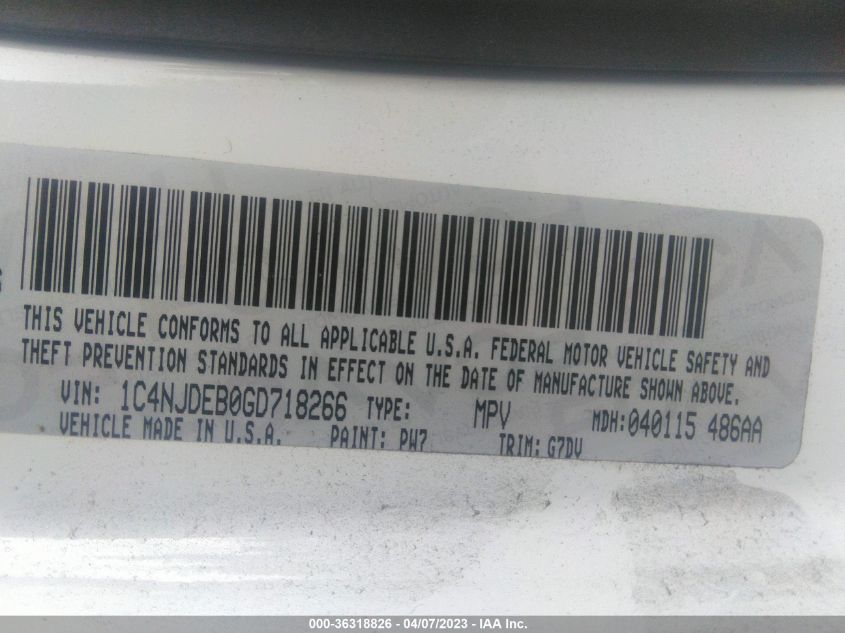 THIS VEHICLE CONFORMS TO ALL APPLICABLE U.S.A. FEDERAL MOTOR VEHICLE SAFETY AND
THEFT PREVENTION STANDARDS IN EFFECT ON THE DATE OF MANUFACTURE SHOWN ABOVE.
VIN: 1C4NJDEB0GD718266 TYPE: MPV MDH:040115 486AA
VEHICLE MADE IN U.S.A. PAINT: PW7 TRIM: G7DV
000-36318826 - 04/07/2023 - IAA Inc.